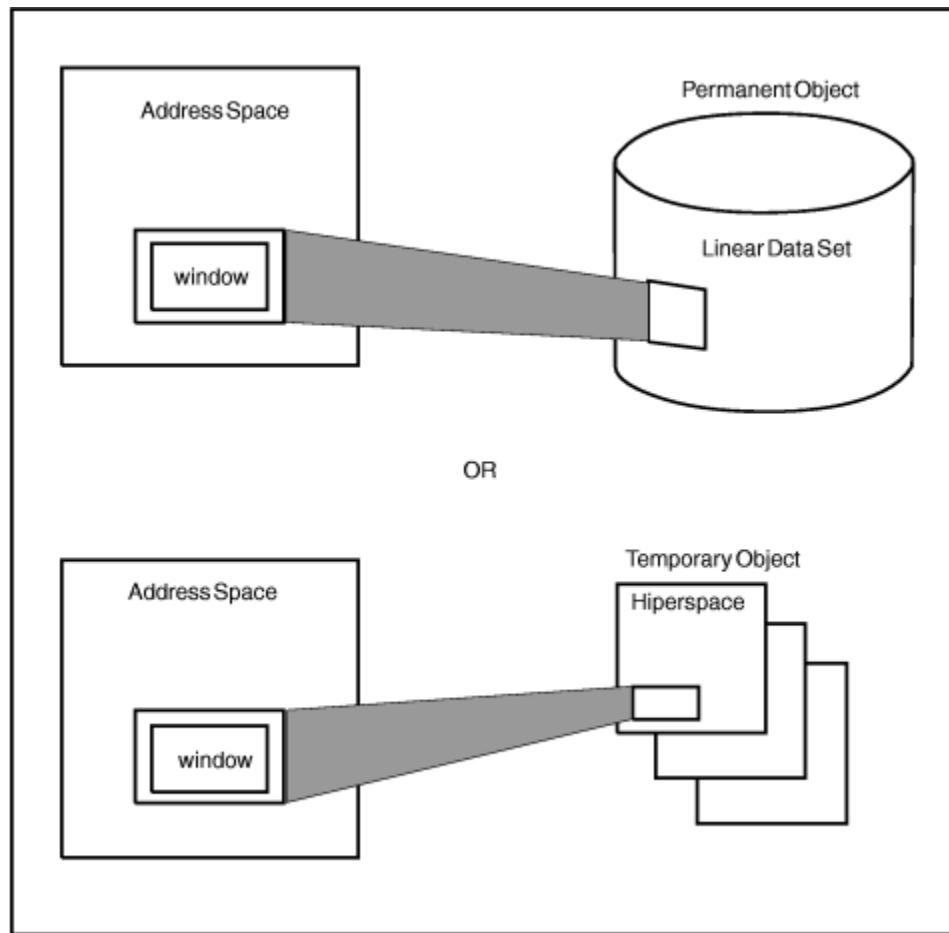 Address Space
Permanent Object
Linear Data Set
window
OR
Temporary Object
Address Space
Hiperspace
window